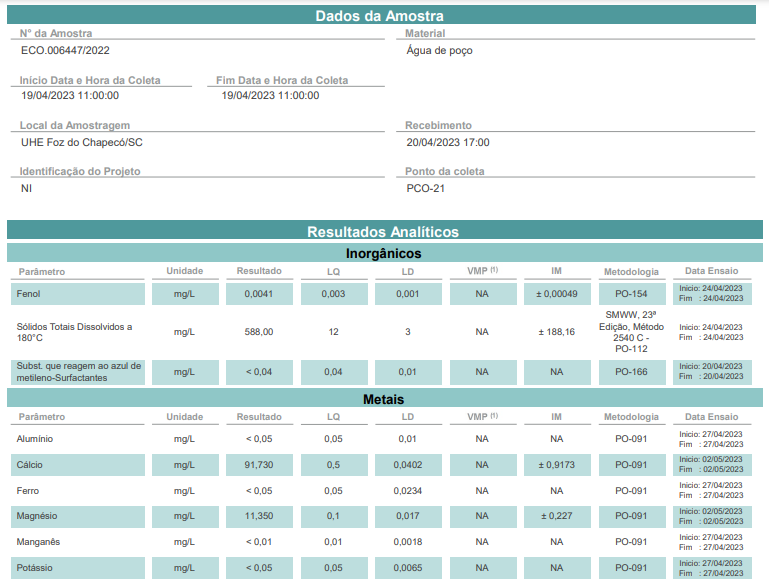 Dados da Amostra
N° da Amostra Material
ECO.006447/2022 Água de poço
Início Data e Hora da Coleta Fim Data e Hora da Coleta
19/04/2023 11:00:00 19/04/2023 11:00:00
Local da Amostragem Recebimento
UHE Foz do Chapecó/SC 20/04/2023 17:00
Identificação do Projeto Ponto da coleta
NI PCO-21
Resultados Analíticos
Inorgânicos
Parâmetro Unidade Resultado LQ LD VMP (1) IM Metodologia Data Ensaio
Fenol mg/L 0,0041 0,003 0,001 NA ± 0,00049 PO-154 Inicio: 24/04/2023
Fim : 24/04/2023
Sólidos Totais Dissolvidos a
180°C mg/L 588,00 12 3 NA ± 188,16 SMWW, 23ª
Edição, Método
2540 C -
PO-112 Inicio: 24/04/2023
Fim : 24/04/2023
Subst. que reagem ao azul de
metileno-Surfactantes mg/L < 0,04 0,04 0,01 NA NA PO-166 Inicio: 20/04/2023
Fim : 20/04/2023
Metais
Parâmetro Unidade Resultado LQ LD VMP (1) IM Metodologia Data Ensaio
Alumínio mg/L < 0,05 0,05 0,01 NA NA PO-091 Inicio: 27/04/2023
Fim : 27/04/2023
Cálcio mg/L 91,730 0,5 0,0402 NA ± 0,9173 PO-091 Inicio: 02/05/2023
Fim : 02/05/2023
Ferro mg/L < 0,05 0,05 0,0234 NA NA PO-091 Inicio: 27/04/2023
Fim : 27/04/2023
Magnésio mg/L 11,350 0,1 0,017 NA ± 0,227 PO-091 Inicio: 02/05/2023
Fim : 02/05/2023
Manganês mg/L < 0,01 0,01 0,0018 NA NA PO-091 Inicio: 27/04/2023
Fim : 27/04/2023
Potássio mg/L < 0,05 0,05 0,0065 NA NA PO-091 Inicio: 27/04/2023
Fim : 27/04/2023